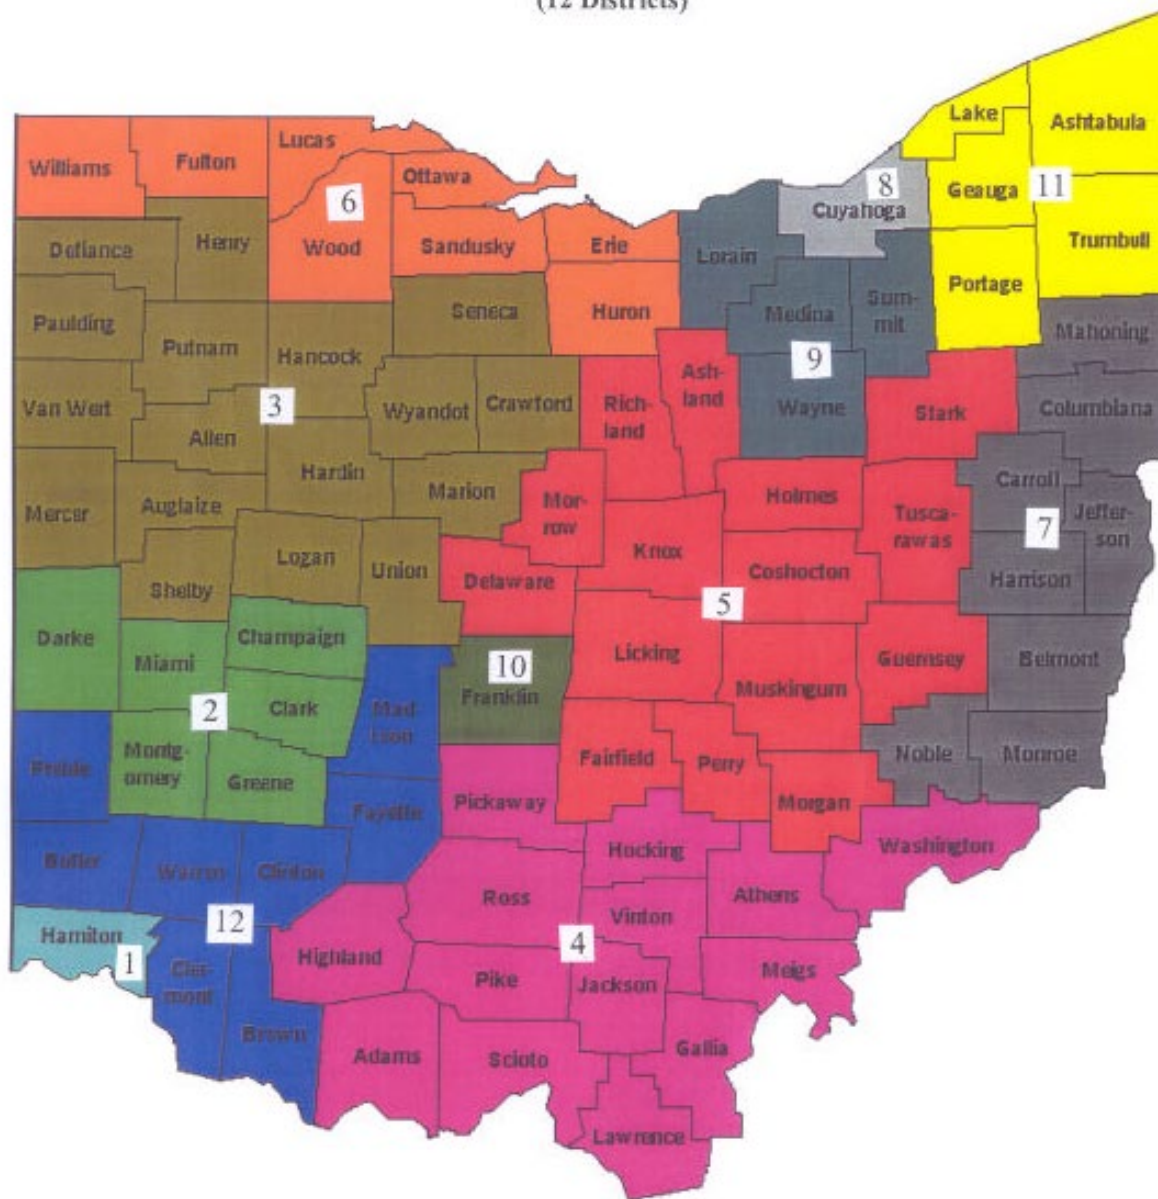 (12 Districts)
Lake
Ashtabula
Williams
Fulton
Lucas
Ottawa
6
8
Geauga
11
Cuyahoga
Defiance
Henry
Wood
Sandusky
Erie
Lorain
Trumbull
Paulding
Seneca
Huron
Medina
Sum-
mit
Portage
Putnam
Hancock
Mahoning
9
Van Wert
3
Wyandot
Crawford
Rich-
land
Ash-
land
Wayne
Stark
Columbiana
Allen
Hardin
Marion
Mor-
row
Holmes
Carroll
Mercer
Auglaize
Tusca-
rawas
7
Jeffer-
son
Logan
Union
Knox
Coshocton
Shelby
Delaware
5
Harrison
Darke
Champaign
Miami
10
Licking
Guernsey
Belmont
Clark
Franklin
Muskingum
2
Mad
ison
Montg-
omery
Greene
Preble
Fairfield
Perry
Noble
Monroe
Fayette
Pickaway
Morgan
Butler
Warren
Clinton
Hocking
Washington
Ross
Athens
Hamiton
12
Vinton
1
Highland
4
Cler-
mont
Pike
Jackson
Meigs
Brown
Adams
Scioto
Gallia
Lawrence